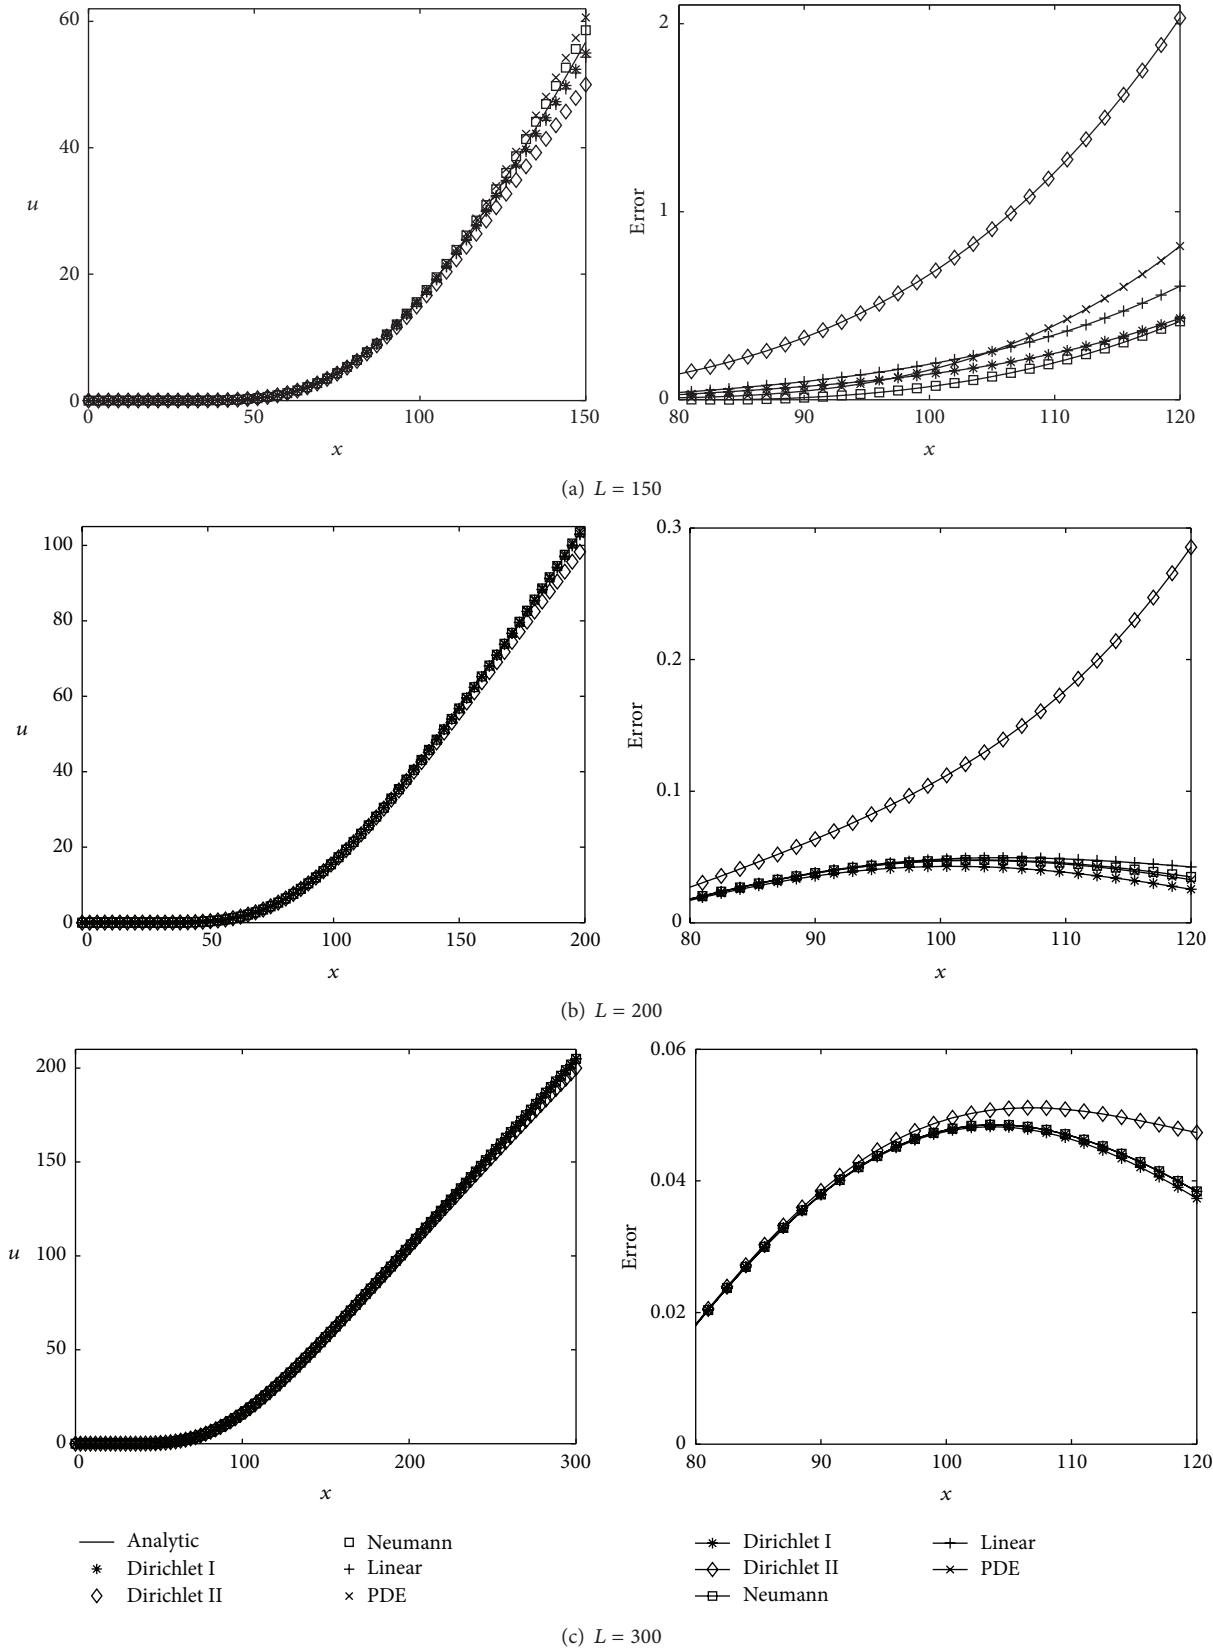 60
40
20
0
u
0 50 100 150
x
2
1
0
Error
80 90 100 110 120
x
(a) L = 150
100
80
60
40
20
0
u
0 50 100 150 200
x
0.3
0.2
0.1
0
Error
80 90 100 110 120
x
(b) L = 200
200
150
100
50
0
u
0 100 200 300
x
0.06
0.04
0.02
0
Error
80 90 100 110 120
x
Analytic
Dirichlet I
Dirichlet II
Neumann
Linear
PDE
Dirichlet I
Dirichlet II
Neumann
Linear
PDE
(c) L = 300